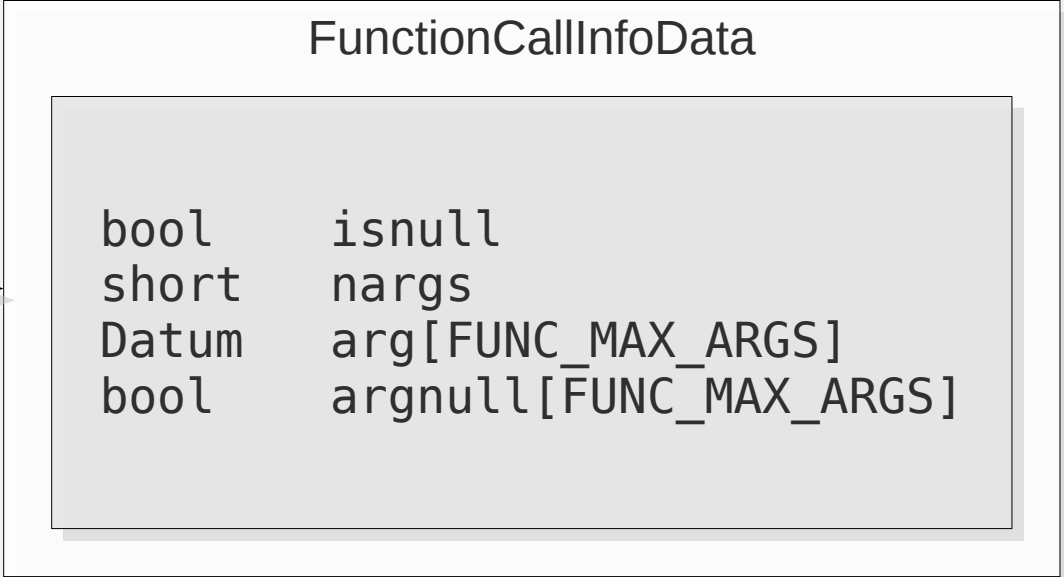 FunctionCallInfoData
bool isnull
short nargs
Datum arg[FUNC_MAX_ARGS]
bool argnull[FUNC_MAX_ARGS]